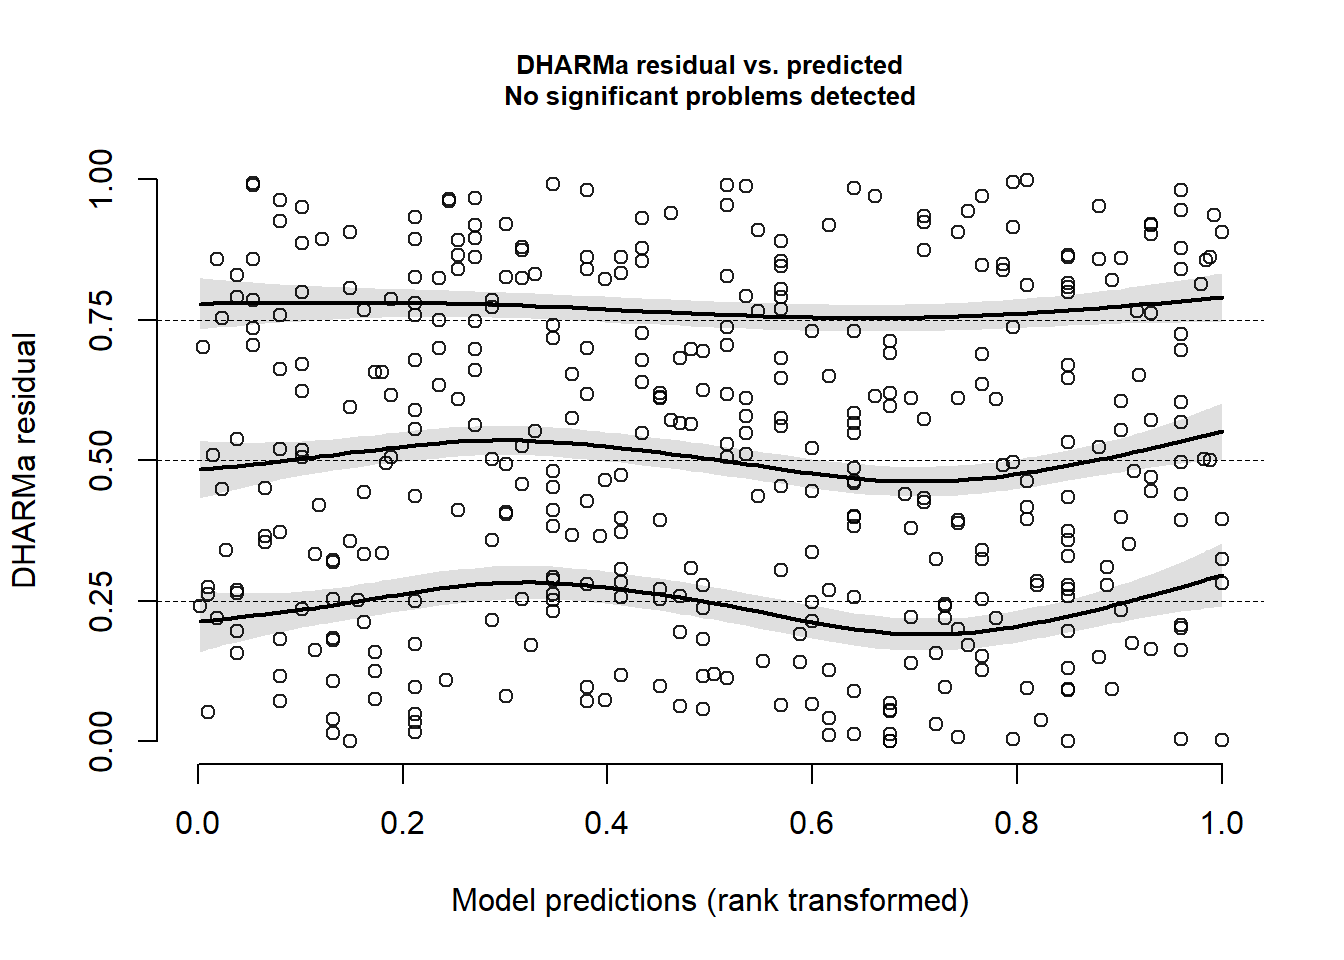 DHARMa residual vs. predicted
No significant problems detected
DHARMa residual
1.00
0.75
0.50
0.25
0.00
0.0 0.2 0.4 0.6 0.8 1.0
Model predictions (rank transformed)